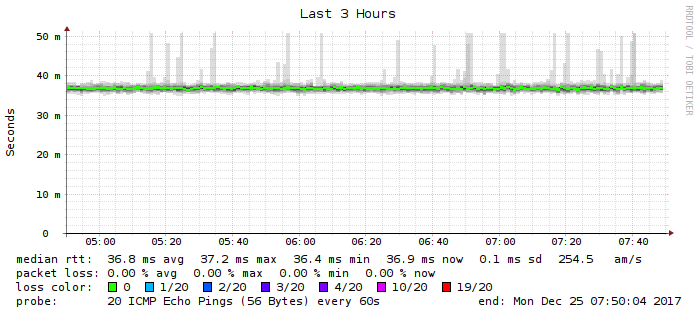 Last 3 Hours
RRDTOOL / TOBI OETIKER
Seconds
50 m
40 m
30 m
20 m
10 m
0
05:00 05:20 05:40 06:00 06:20 06:40 07:00 07:20 07:40
median rtt: 36.8 ms avg 37.2 ms max 36.4 ms min 36.9 ms now 0.1 ms sd 254.5 am/s
packet loss: 0.00 % avg 0.00 % max 0.00 % min 0.00 % now
loss color: 0 1/20 2/20 3/20 4/20 10/20 19/20
probe: 20 ICMP Echo Pings (56 Bytes) every 60s end: Mon Dec 25 07:50:04 2017